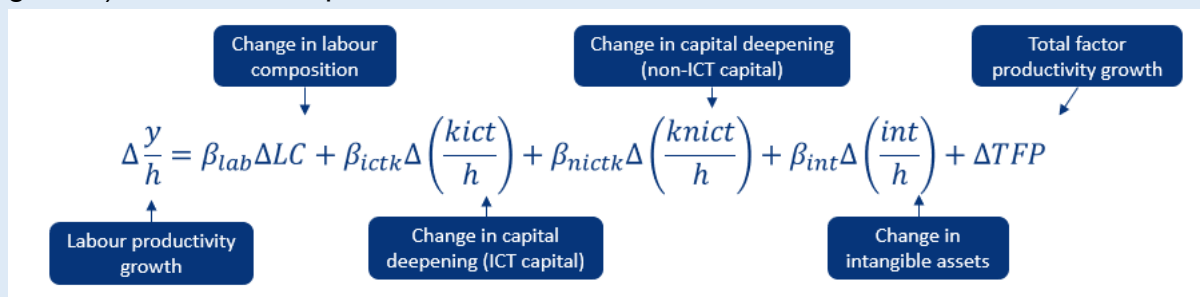 Change in labour
composition
Change in capital deepening
(non-ICT capital)
Total factor
productivity growth
Δ y/h = β_lab ΔLC + β_ictk Δ (kict/h) + β_nictk Δ (knict/h) + β_int Δ (int/h) + ΔTFP
Labour productivity
growth
Change in capital
deepening (ICT capital)
Change in
intangible assets